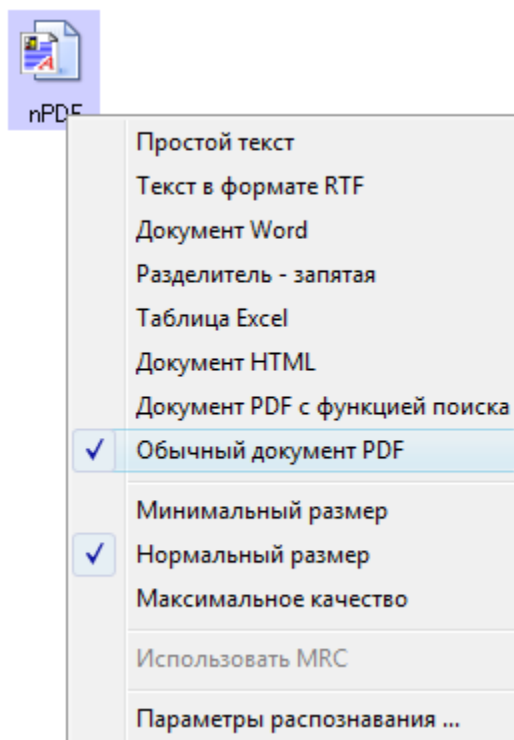 nPDF
Простой текст
Текст в формате RTF
Документ Word
Разделитель - запятая
Таблица Excel
Документ HTML
Документ PDF с функцией поиска
Обычный документ PDF
Минимальный размер
Нормальный размер
Максимальное качество
Использовать MRC
Параметры распознавания ...